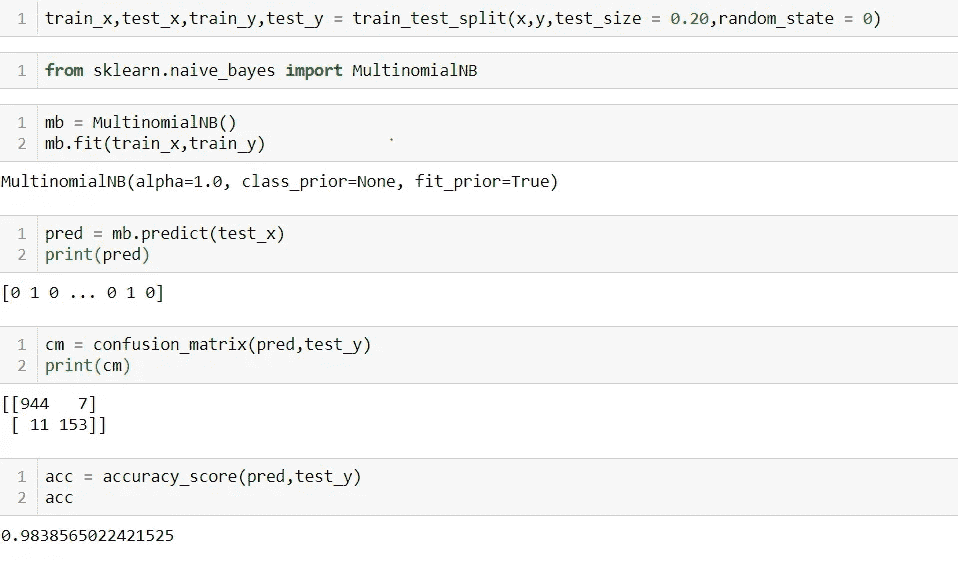 1 train_x,test_x,train_y,test_y = train_test_split(x,y,test_size = 0.20,random_state = 0)
1 from sklearn.naive_bayes import MultinomialNB
1 mb = MultinomialNB()
2 mb.fit(train_x,train_y)
MultinomialNB(alpha=1.0, class_prior=None, fit_prior=True)
1 pred = mb.predict(test_x)
2 print(pred)
[0 1 0 ... 0 1 0]
1 cm = confusion_matrix(pred,test_y)
2 print(cm)
[[944   7]
 [ 11 153]]
1 acc = accuracy_score(pred,test_y)
2 acc
0.9838565022421525